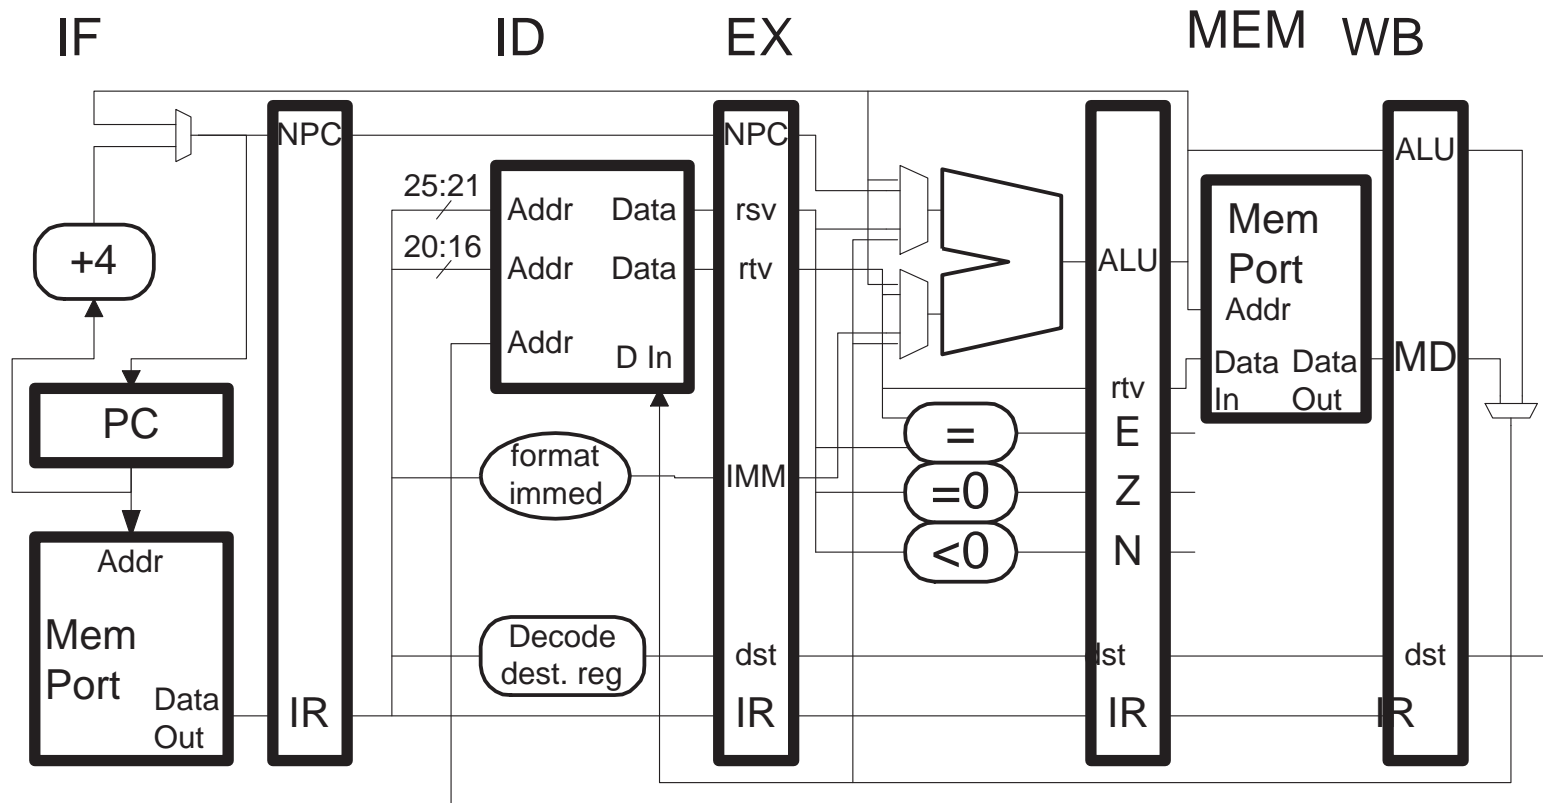 IF
ID
EX
MEM
WB
NPC
+4
PC
Addr
Mem
Port
Data
Out
IR
25:21
20:16
Addr
Data
Addr
Data
Addr
D In
format
immed
Decode
dest. reg
NPC
rsv
rtv
IMM
dst
IR
=
=0
<0
ALU
rtv
E
Z
N
dst
IR
Mem
Port
Addr
Data
In
Data
Out
ALU
MD
dst
IR